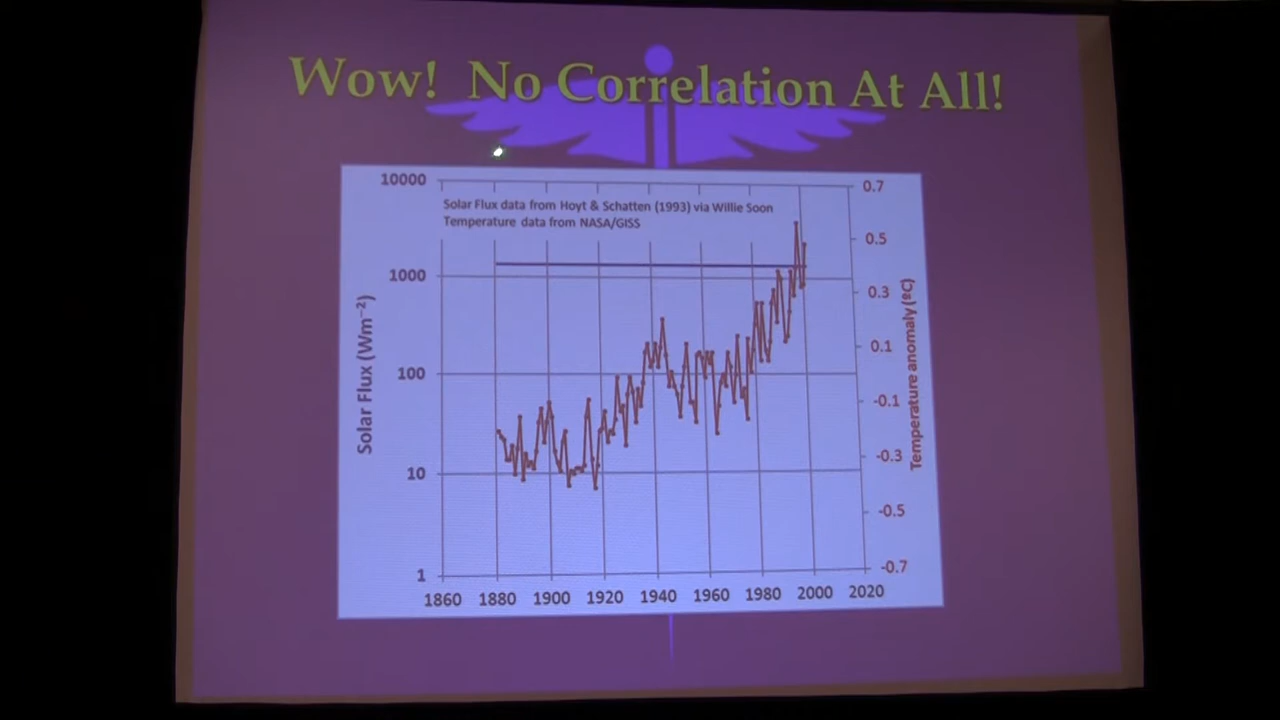 Wow! No Correlation At All!
Solar Flux data from Hoyt & Schatten (1993) via Willie Soon
Temperature data from NASA/GISS
Solar Flux (Wm⁻²)
10000
1000
100
10
1
0.7
0.5
0.3
0.1
-0.1
-0.3
-0.5
-0.7
Temperature anomaly (ºC)
1860 1880 1900 1920 1940 1960 1980 2000 2020